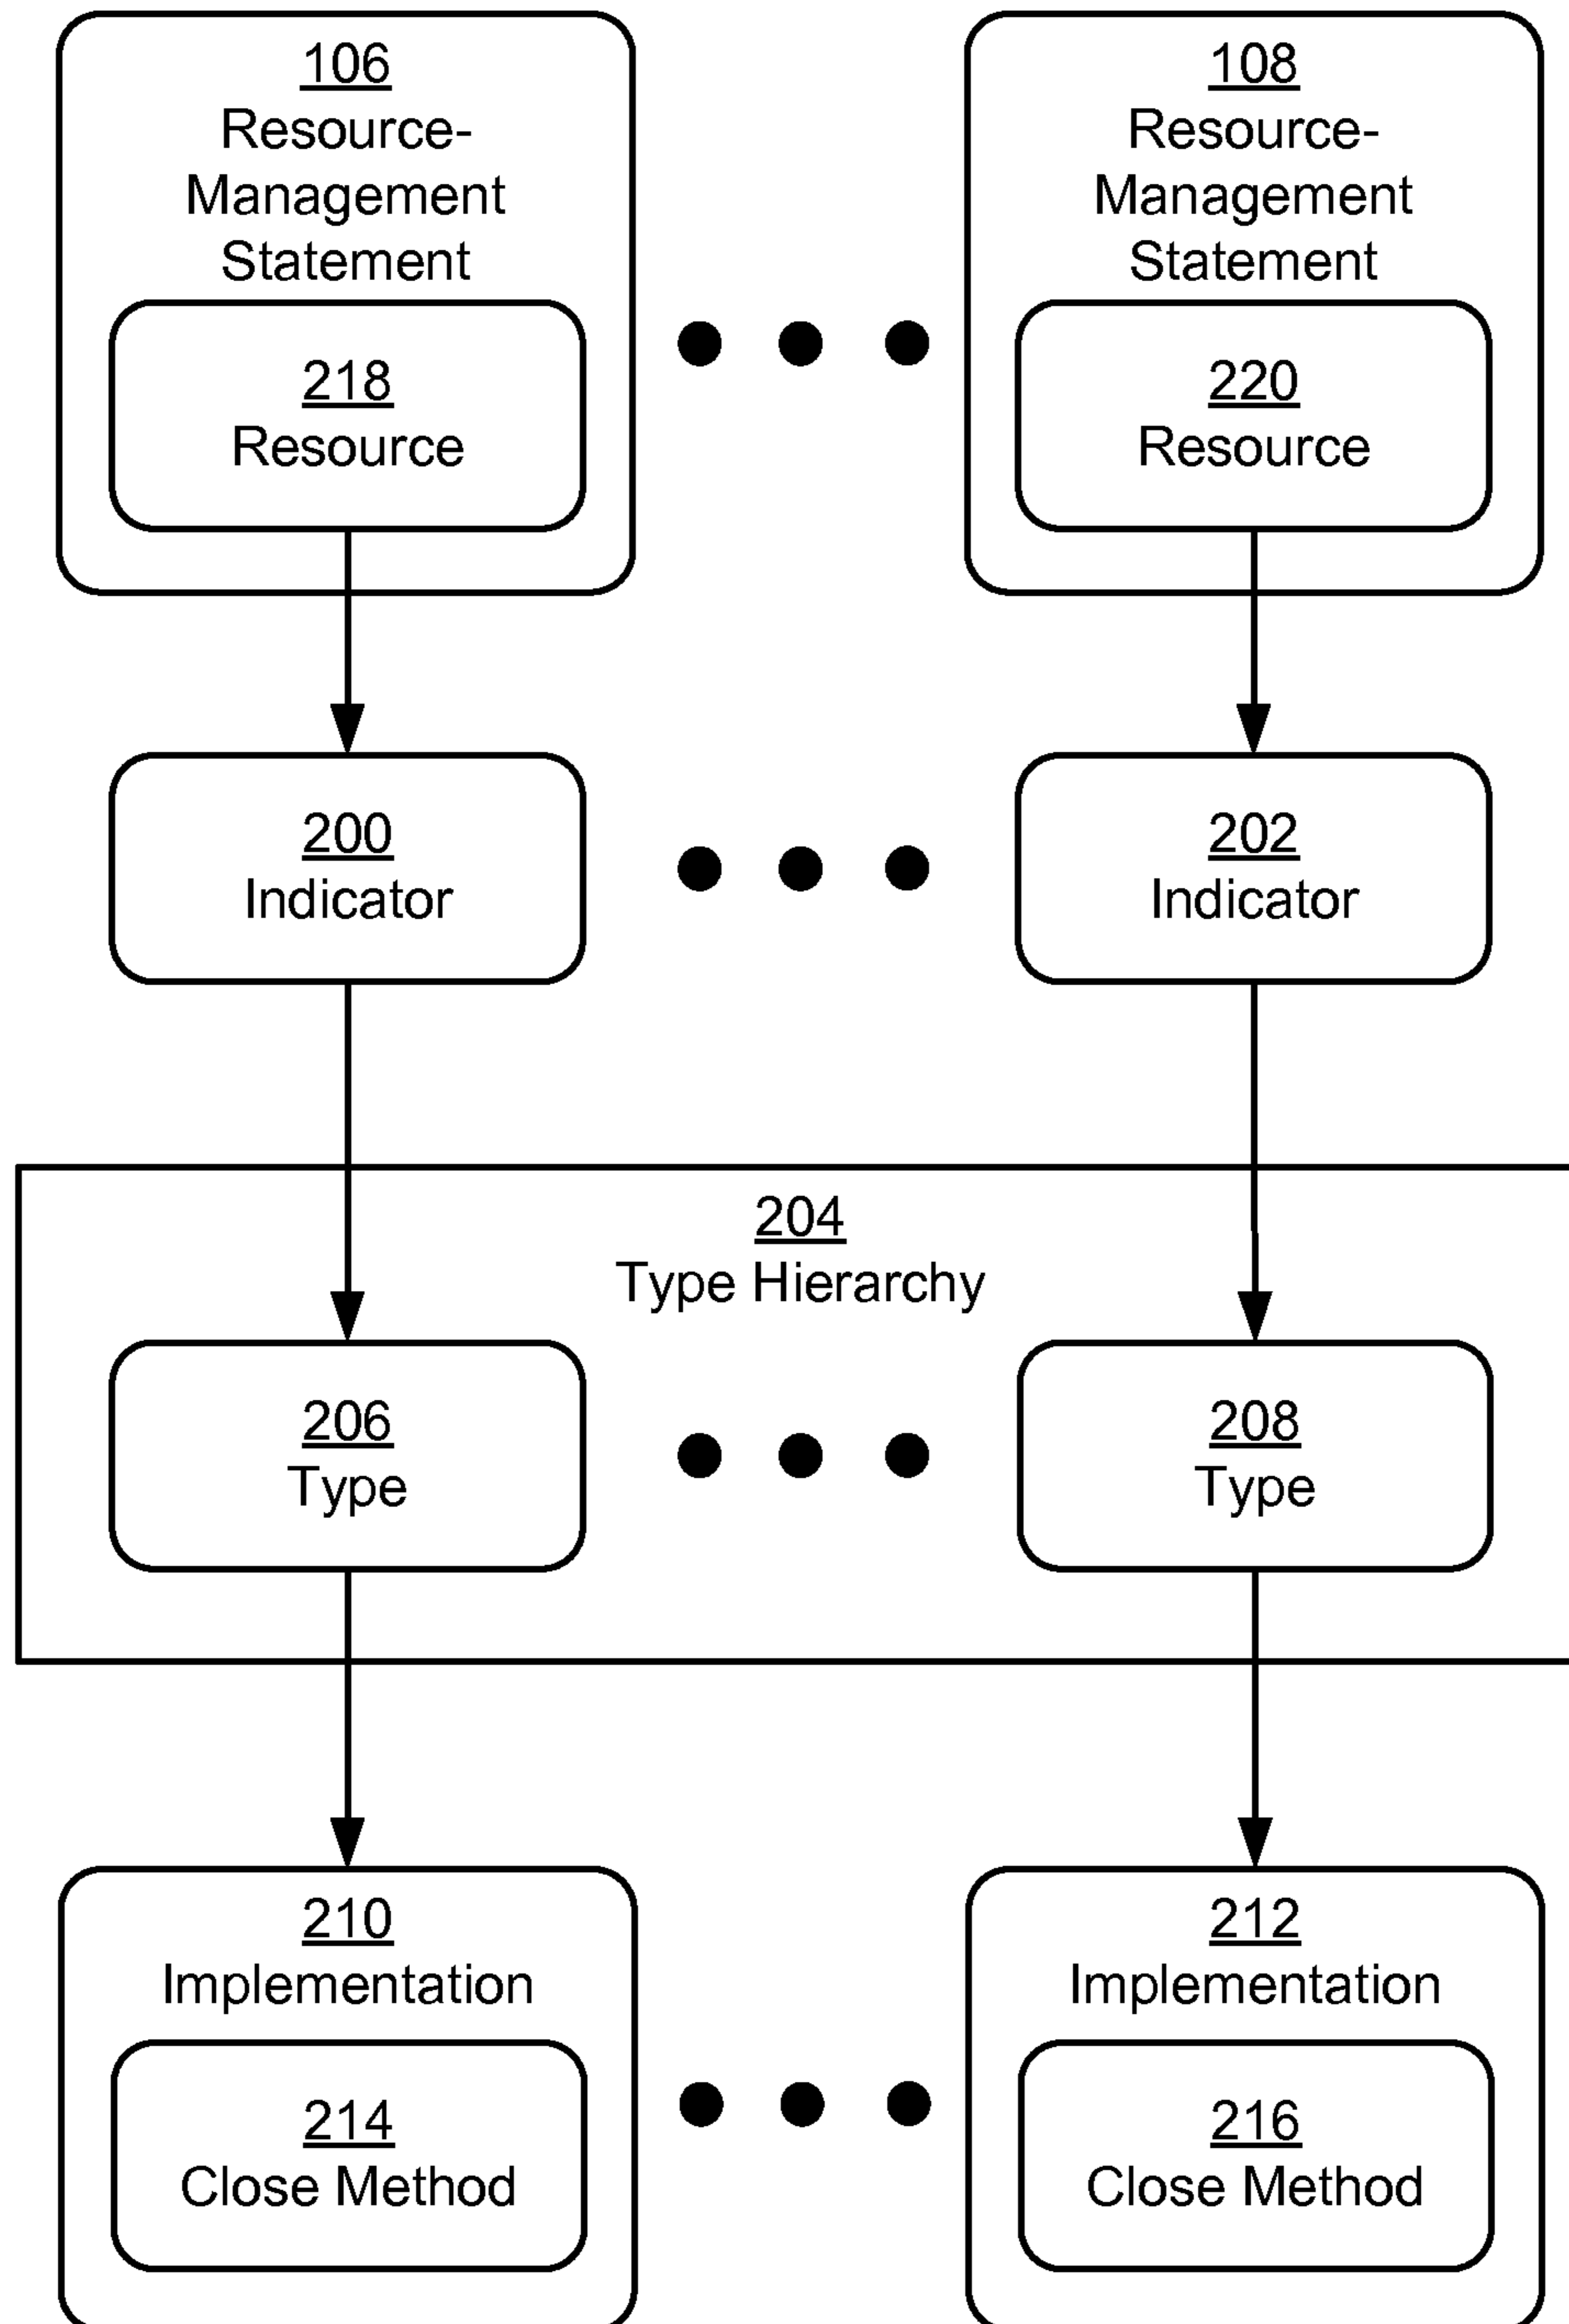 106
Resource-
Management
Statement
218
Resource
108
Resource-
Management
Statement
220
Resource
200
Indicator
202
Indicator
204
Type Hierarchy
206
Type
208
Type
210
Implementation
214
Close Method
212
Implementation
216
Close Method